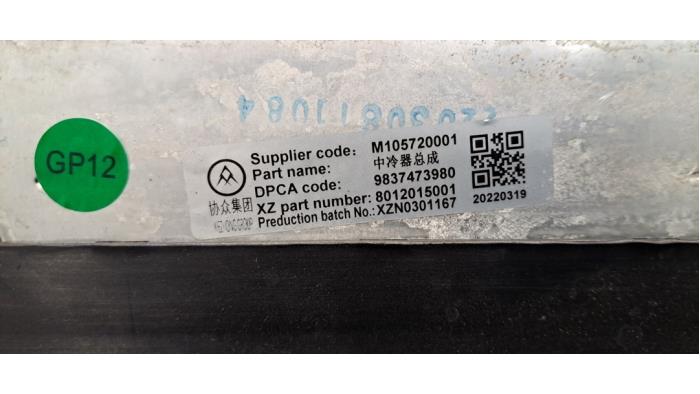 GP12
Supplier code: M105720001
Part name: 中冷器总成
DPCA code: 9837473980
XZ part number: 8012015001
Preduction batch No.: XZN0301167
协众集团
20220319